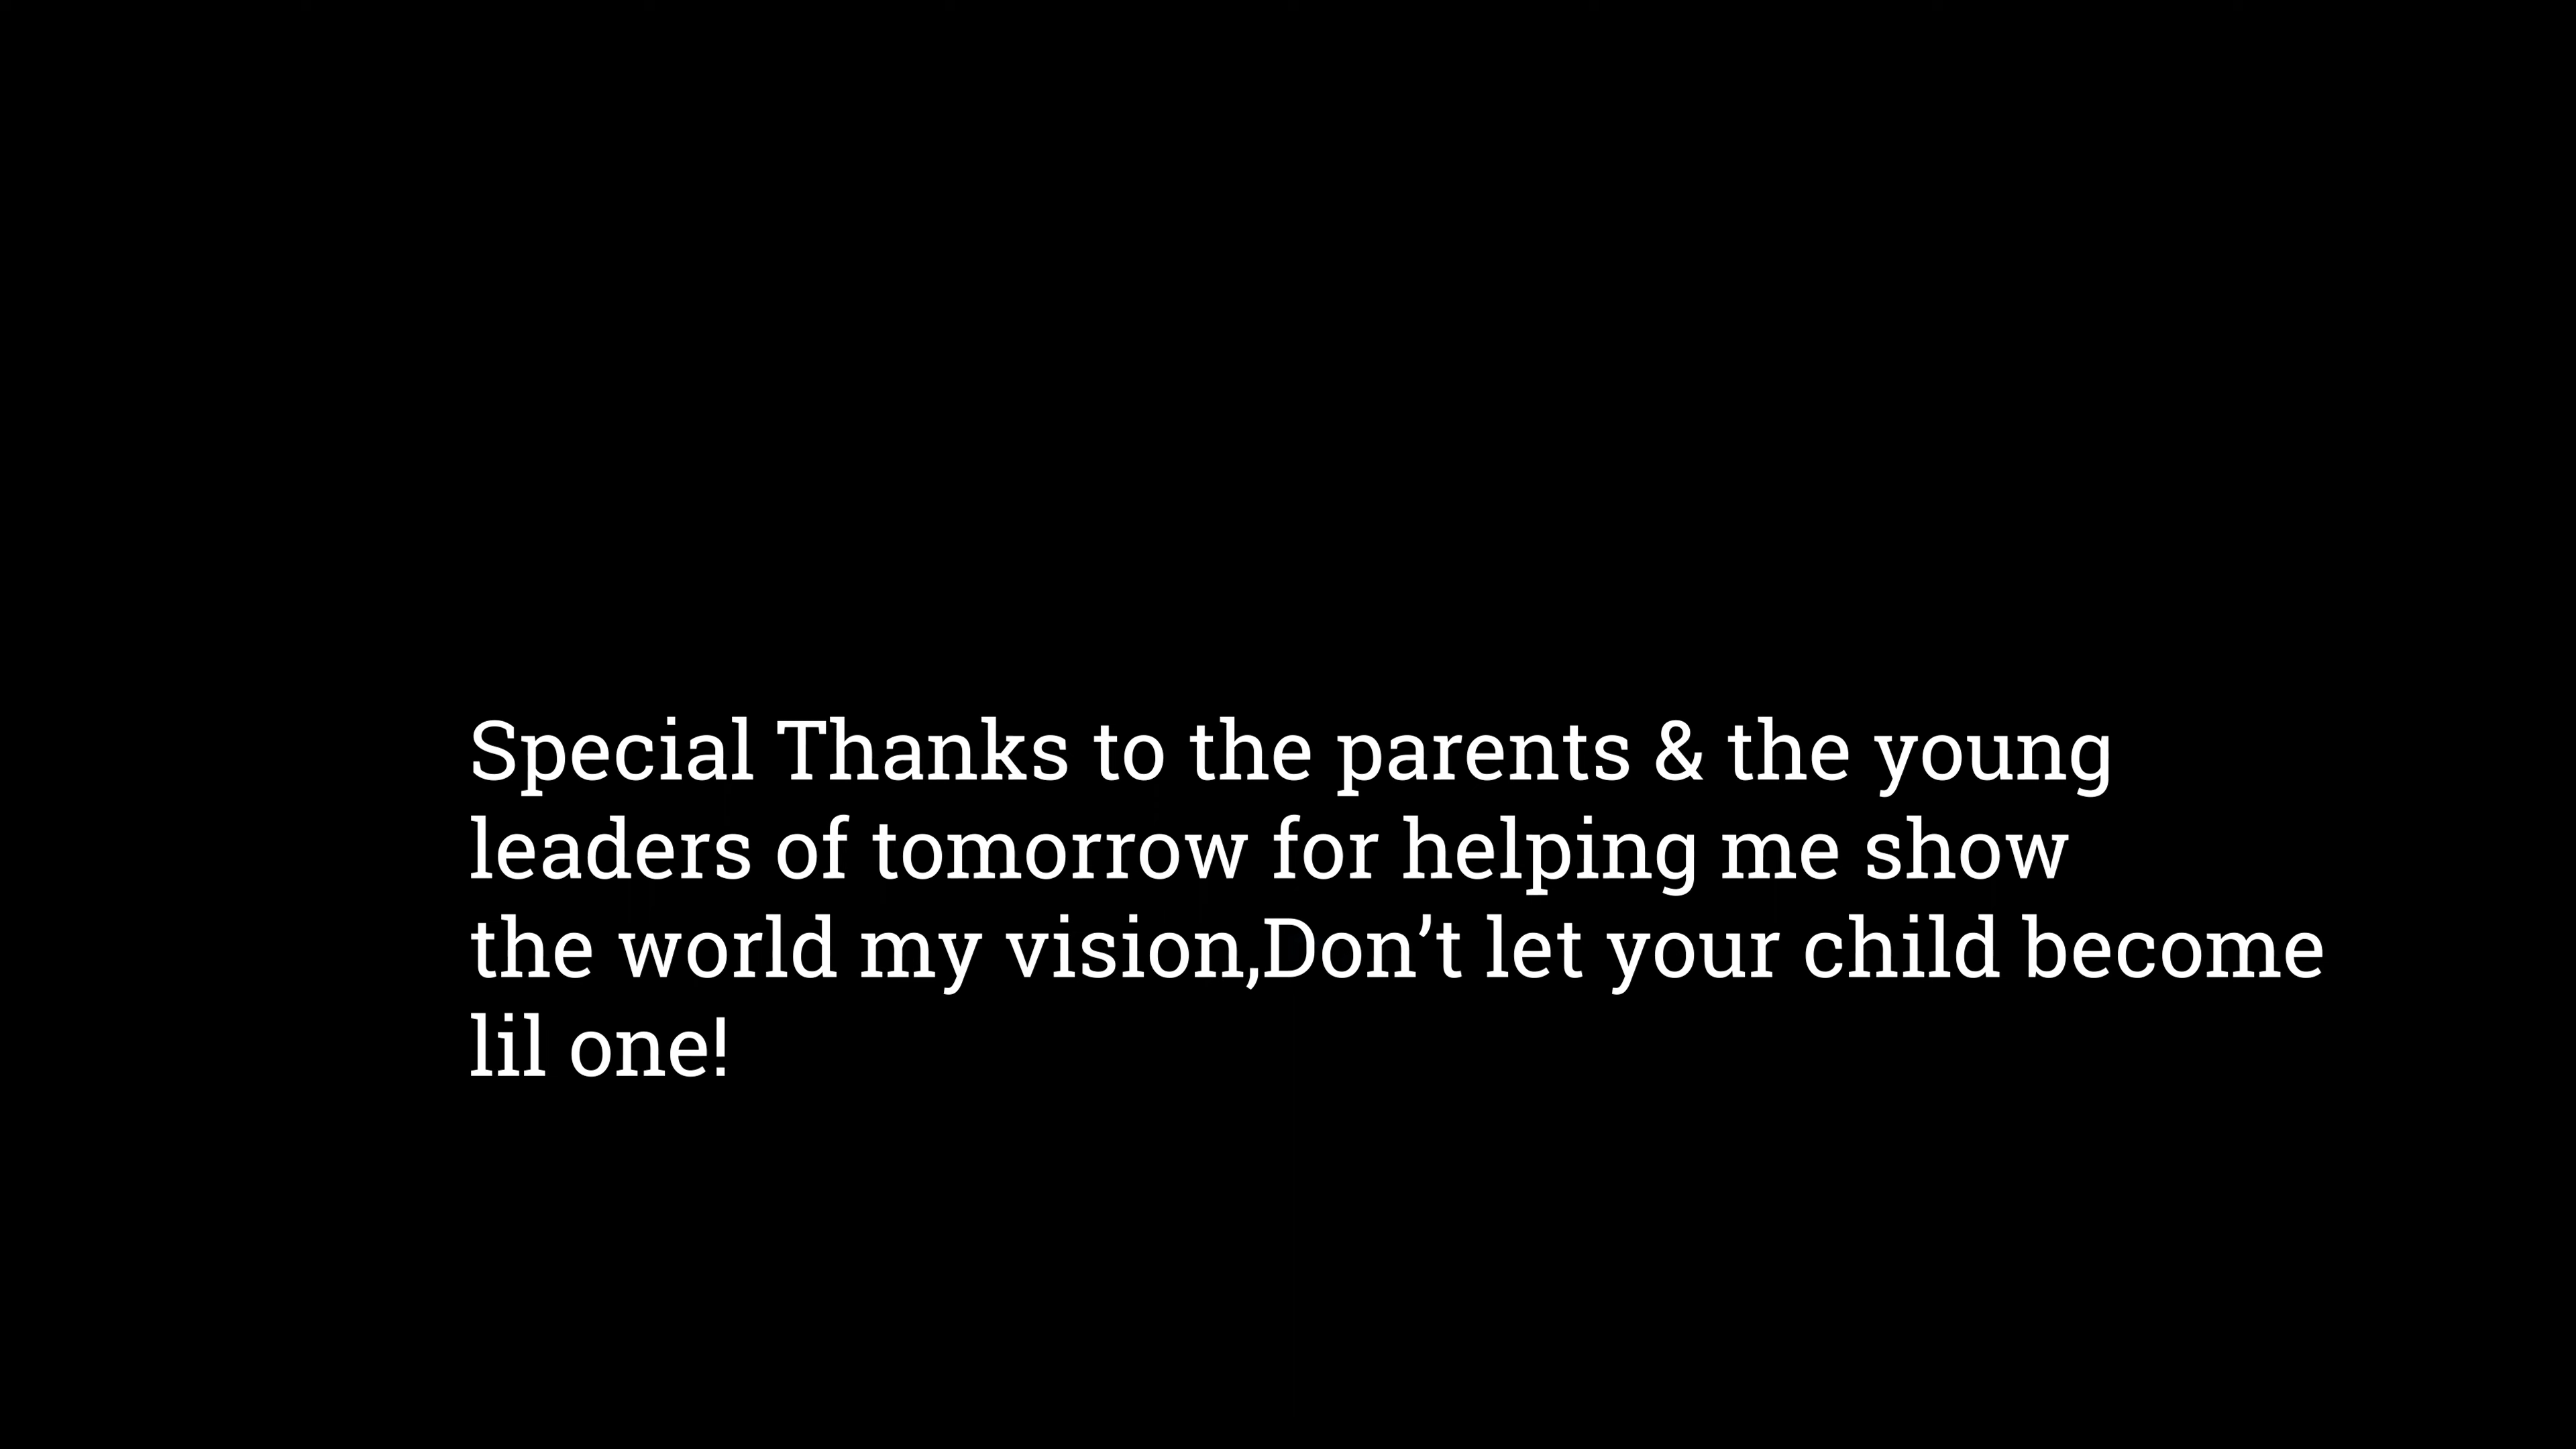 Special Thanks to the parents & the young
leaders of tomorrow for helping me show
the world my vision,Don’t let your child become
lil one!